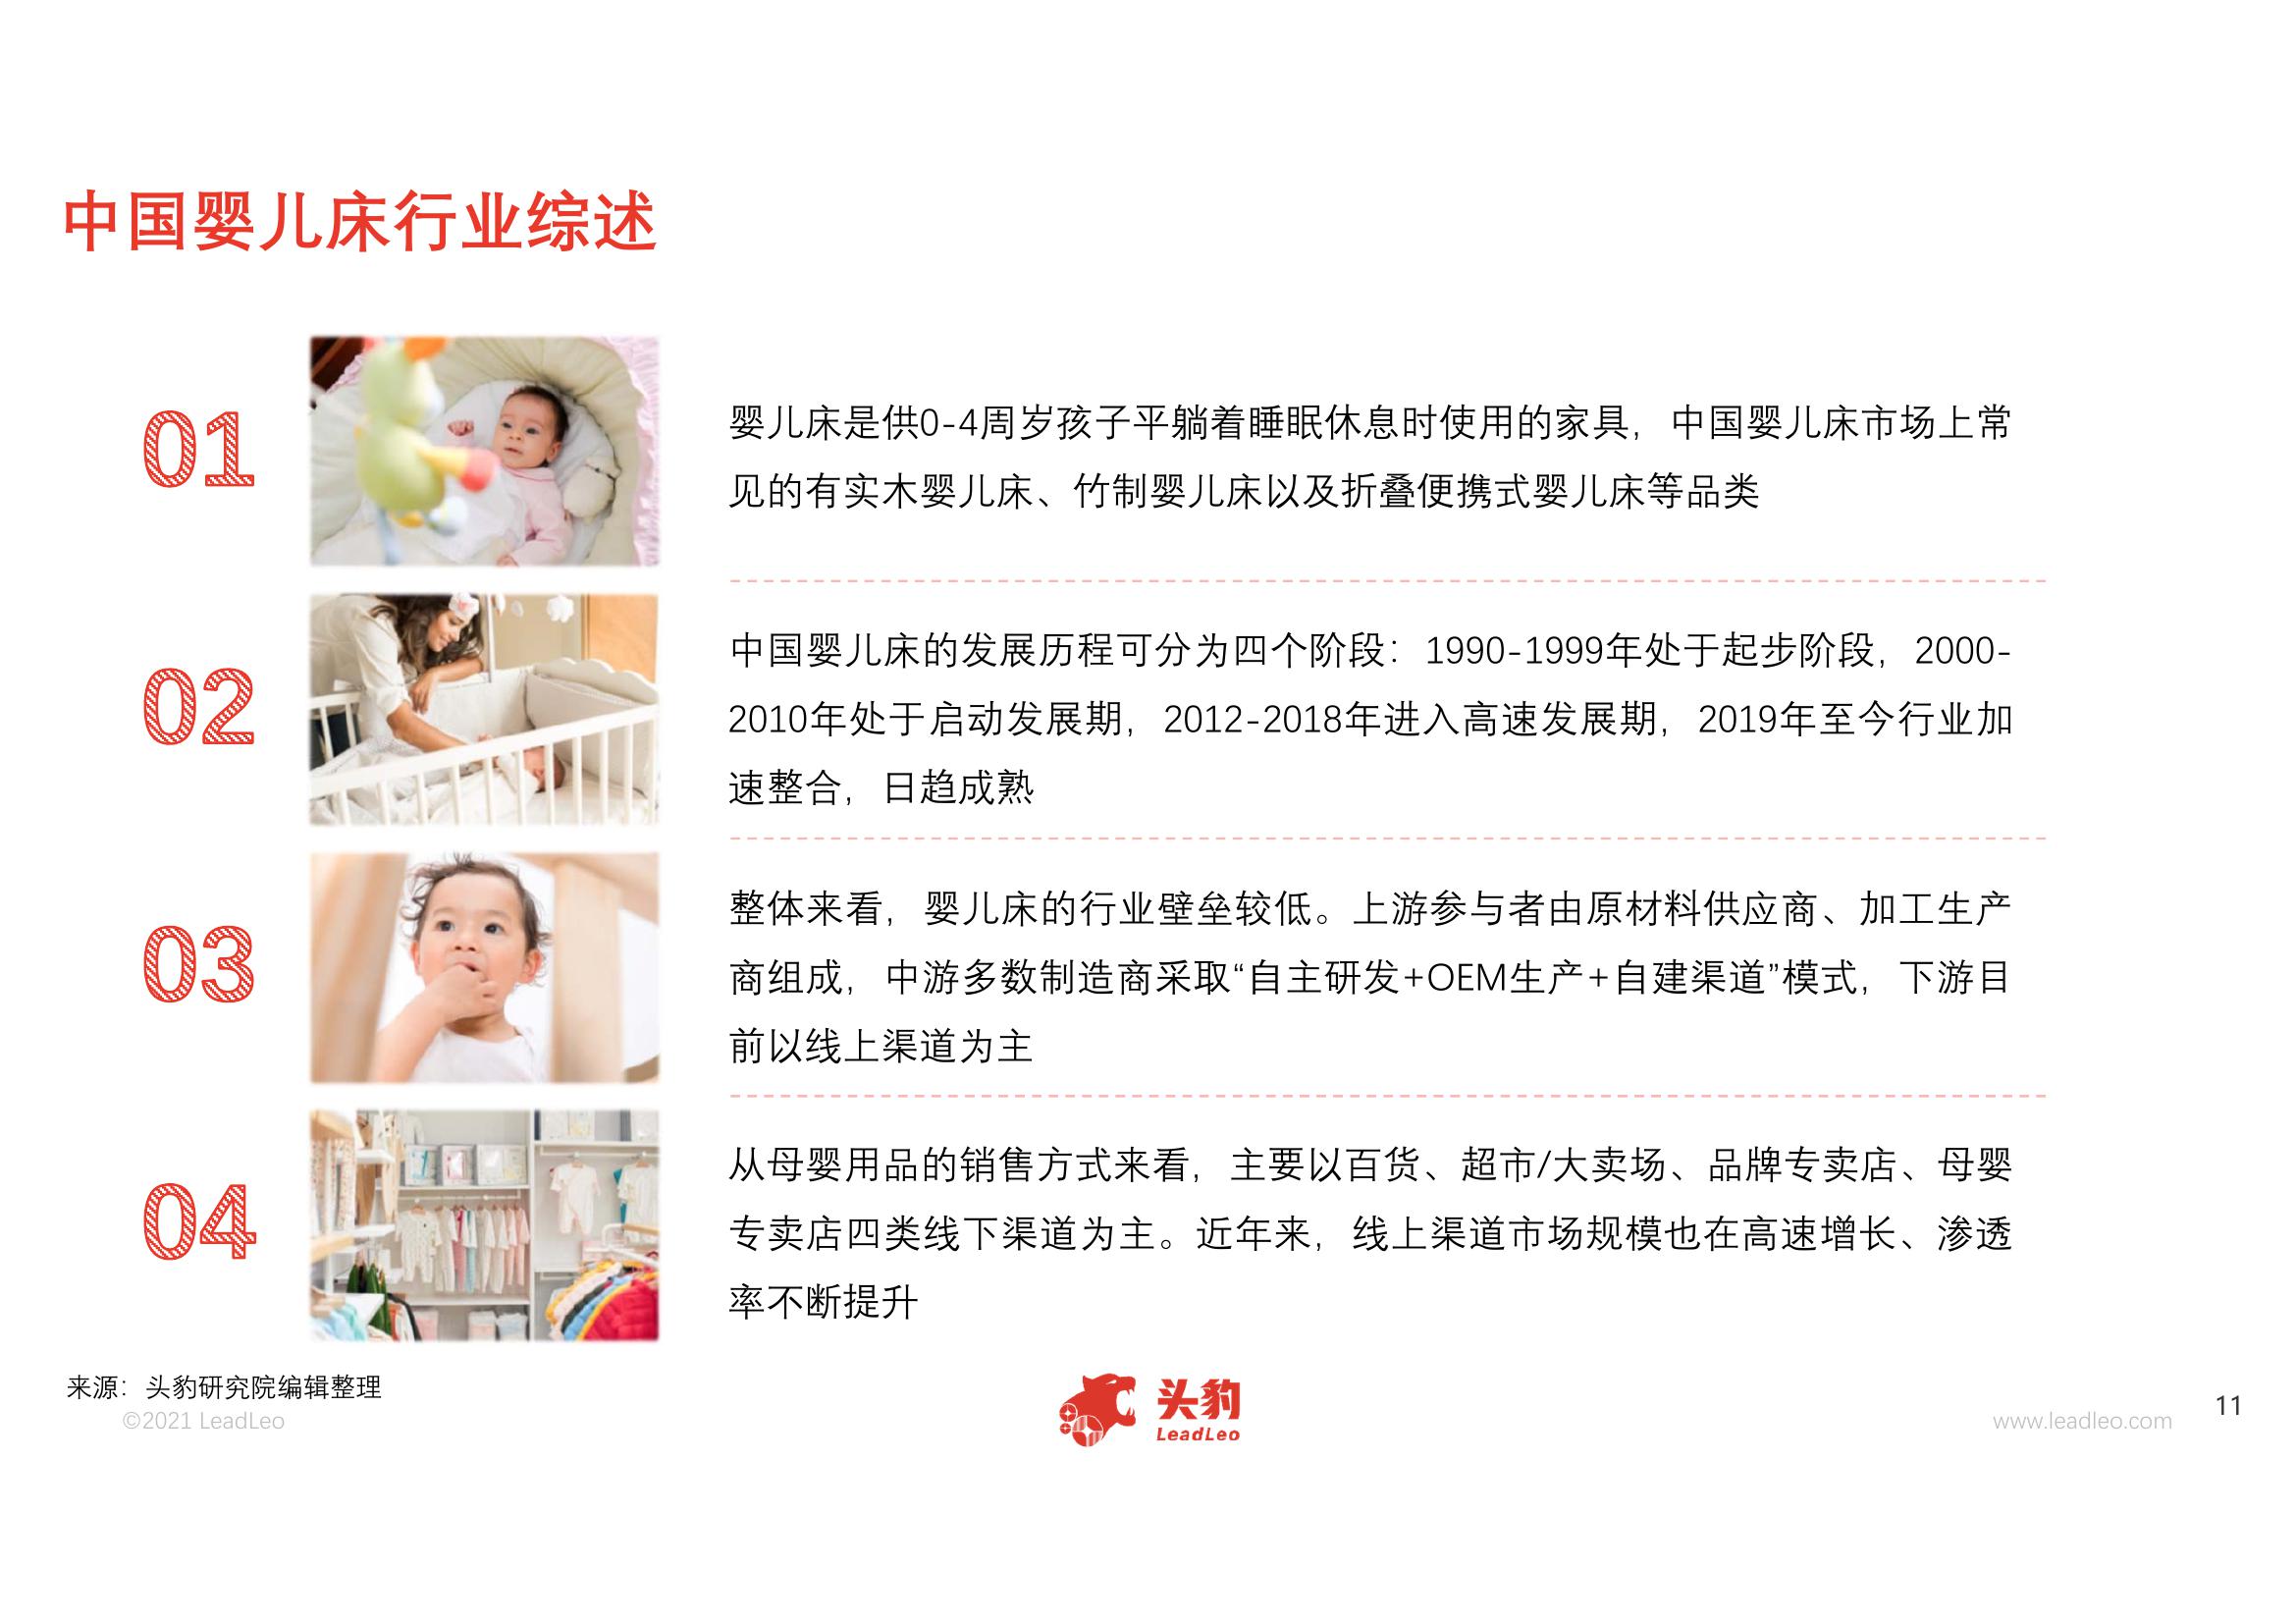 中国婴儿床行业综述
01
婴儿床是供0-4周岁孩子平躺着睡眠休息时使用的家具，中国婴儿床市场上常
见的有实木婴儿床、竹制婴儿床以及折叠便携式婴儿床等品类
02
中国婴儿床的发展历程可分为四个阶段：1990-1999年处于起步阶段，2000-
2010年处于启动发展期，2012-2018年进入高速发展期，2019年至今行业加
速整合，日趋成熟
03
整体来看，婴儿床的行业壁垒较低。上游参与者由原材料供应商、加工生产
商组成，中游多数制造商采取“自主研发+OEM生产+自建渠道”模式，下游目
前以线上渠道为主
04
从母婴用品的销售方式来看，主要以百货、超市/大卖场、品牌专卖店、母婴
专卖店四类线下渠道为主。近年来，线上渠道市场规模也在高速增长、渗透
率不断提升
来源：头豹研究院编辑整理
©2021 LeadLeo
头豹
LeadLeo
www.leadleo.com
11